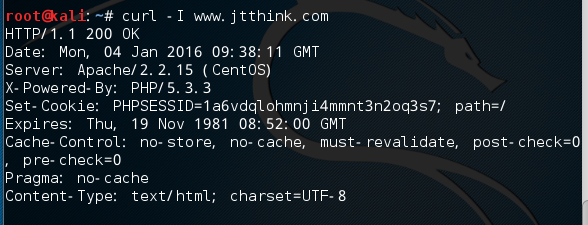 root@kali:~# curl -I www.jtthink.com
HTTP/1.1 200 OK
Date: Mon, 04 Jan 2016 09:38:11 GMT
Server: Apache/2.2.15 (CentOS)
X-Powered-By: PHP/5.3.3
Set-Cookie: PHPSESSID=1a6vdqlohmnji4mmnt3n2oq3s7; path=/
Expires: Thu, 19 Nov 1981 08:52:00 GMT
Cache-Control: no-store, no-cache, must-revalidate, post-check=0
, pre-check=0
Pragma: no-cache
Content-Type: text/html; charset=UTF-8